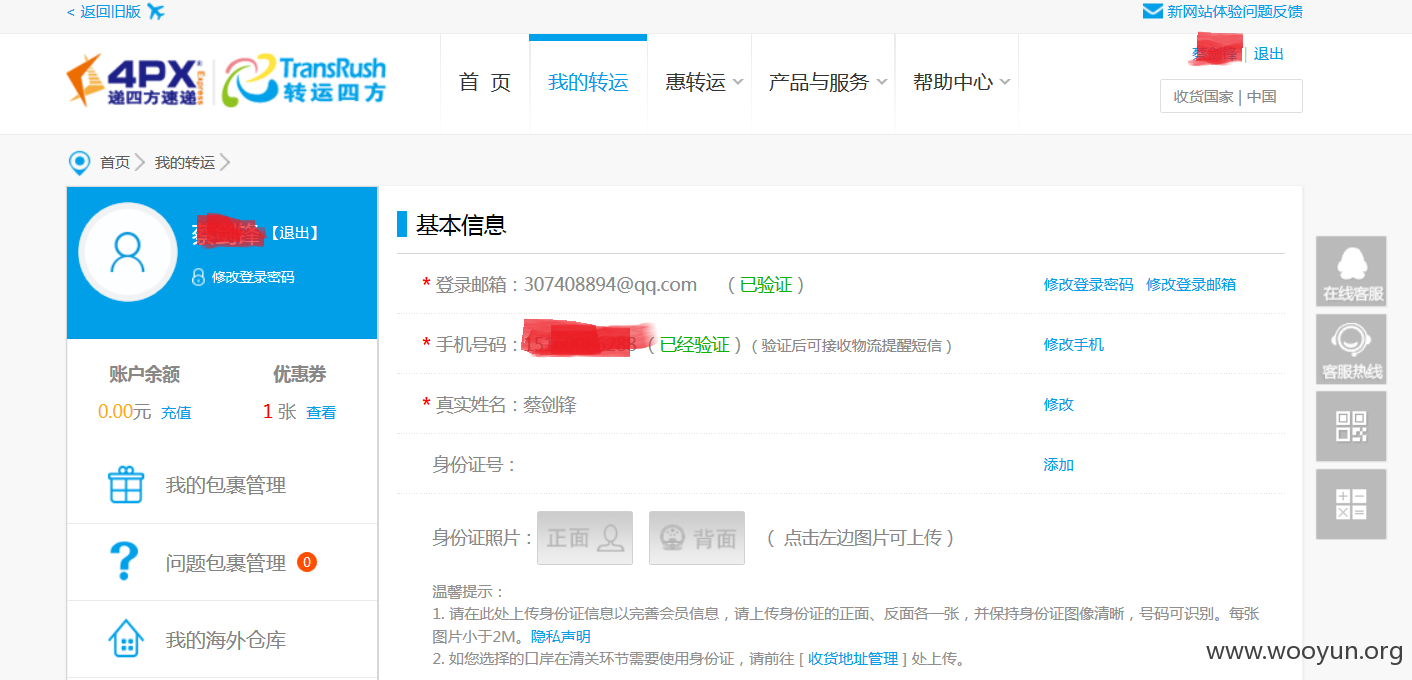 < 返回旧版
新网站体验问题反馈
4PX Express 递四方速递
TransRush 转运四方
首 页
我的转运
惠转运
产品与服务
帮助中心
| 退出
收货国家 | 中国
首页
我的转运
【退出】
修改登录密码
账户余额 优惠券
0.00元 充值 1 张 查看
我的包裹管理
问题包裹管理 0
我的海外仓库
基本信息
* 登录邮箱：307408894@qq.com （已验证） 修改登录密码 修改登录邮箱
* 手机号码： （已经验证）（验证后可接收物流提醒短信） 修改手机
* 真实姓名：蔡剑锋 修改
身份证号： 添加
身份证照片： 正面 背面 （ 点击左边图片可上传 ）
温馨提示：
1. 请在此处上传身份证信息以完善会员信息，请上传身份证的正面、反面各一张，并保持身份证图像清晰，号码可识别。每张
图片小于2M。隐私声明
2. 如您选择的口岸在清关环节需要使用身份证，请前往 [ 收货地址管理 ] 处上传。
在线客服
客服热线
www.wooyun.org